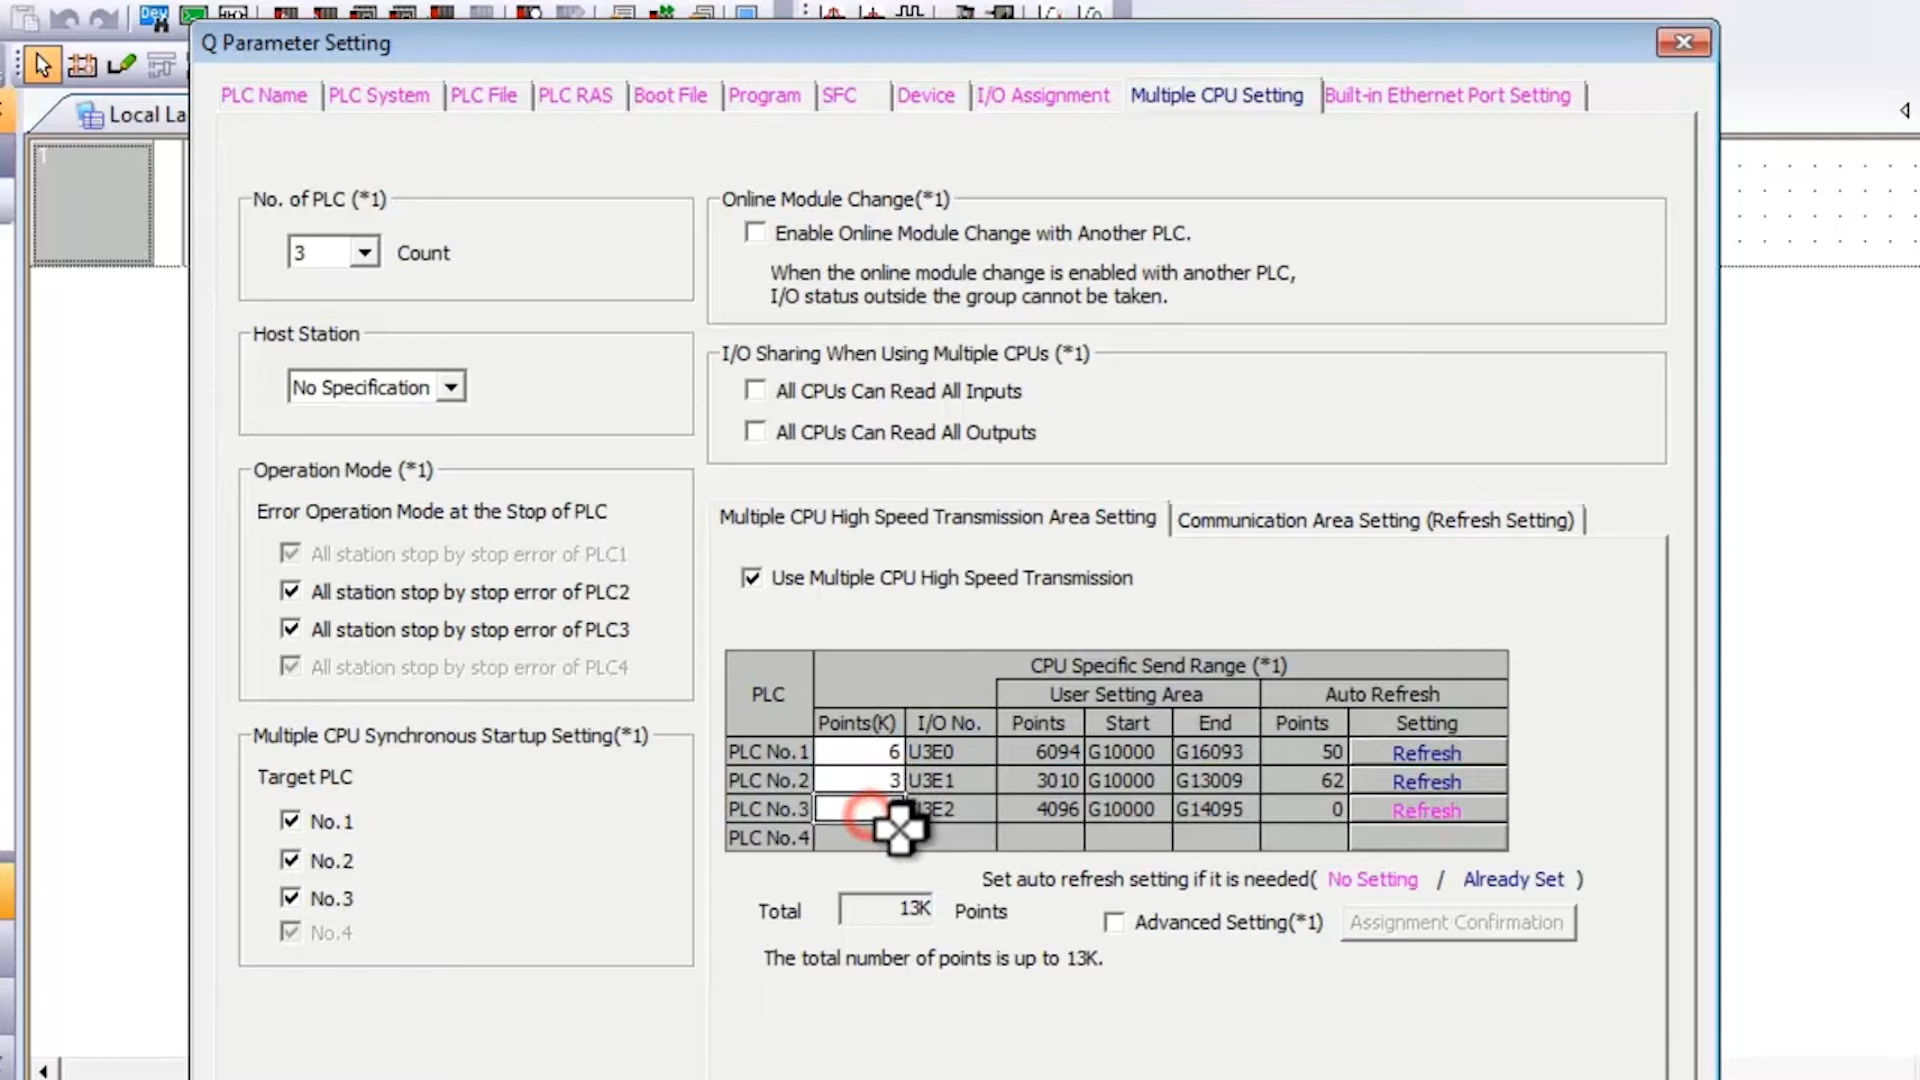 Dev
Q Parameter Setting
PLC Name
PLC System
PLC File
PLC RAS
Boot File
Program
SFC
Device
I/O Assignment
Multiple CPU Setting
Built-in Ethernet Port Setting
Local La
1
No. of PLC (*1)
3
Count
Host Station
No Specification
Operation Mode (*1)
Error Operation Mode at the Stop of PLC
All station stop by stop error of PLC1
All station stop by stop error of PLC2
All station stop by stop error of PLC3
All station stop by stop error of PLC4
Multiple CPU Synchronous Startup Setting(*1)
Target PLC
No.1
No.2
No.3
No.4
Online Module Change(*1)
Enable Online Module Change with Another PLC.
When the online module change is enabled with another PLC,
I/O status outside the group cannot be taken.
I/O Sharing When Using Multiple CPUs (*1)
All CPUs Can Read All Inputs
All CPUs Can Read All Outputs
Multiple CPU High Speed Transmission Area Setting
Communication Area Setting (Refresh Setting)
Use Multiple CPU High Speed Transmission
PLC
CPU Specific Send Range (*1)
User Setting Area
Auto Refresh
Points(K) I/O No. Points Start End Points Setting
PLC No.1 6 U3E0 6094 G10000 G16093 50 Refresh
PLC No.2 3 U3E1 3010 G10000 G13009 62 Refresh
PLC No.3 3E2 4096 G10000 G14095 0 Refresh
PLC No.4
Set auto refresh setting if it is needed( No Setting / Already Set )
Total 13K Points
Advanced Setting(*1) Assignment Confirmation
The total number of points is up to 13K.